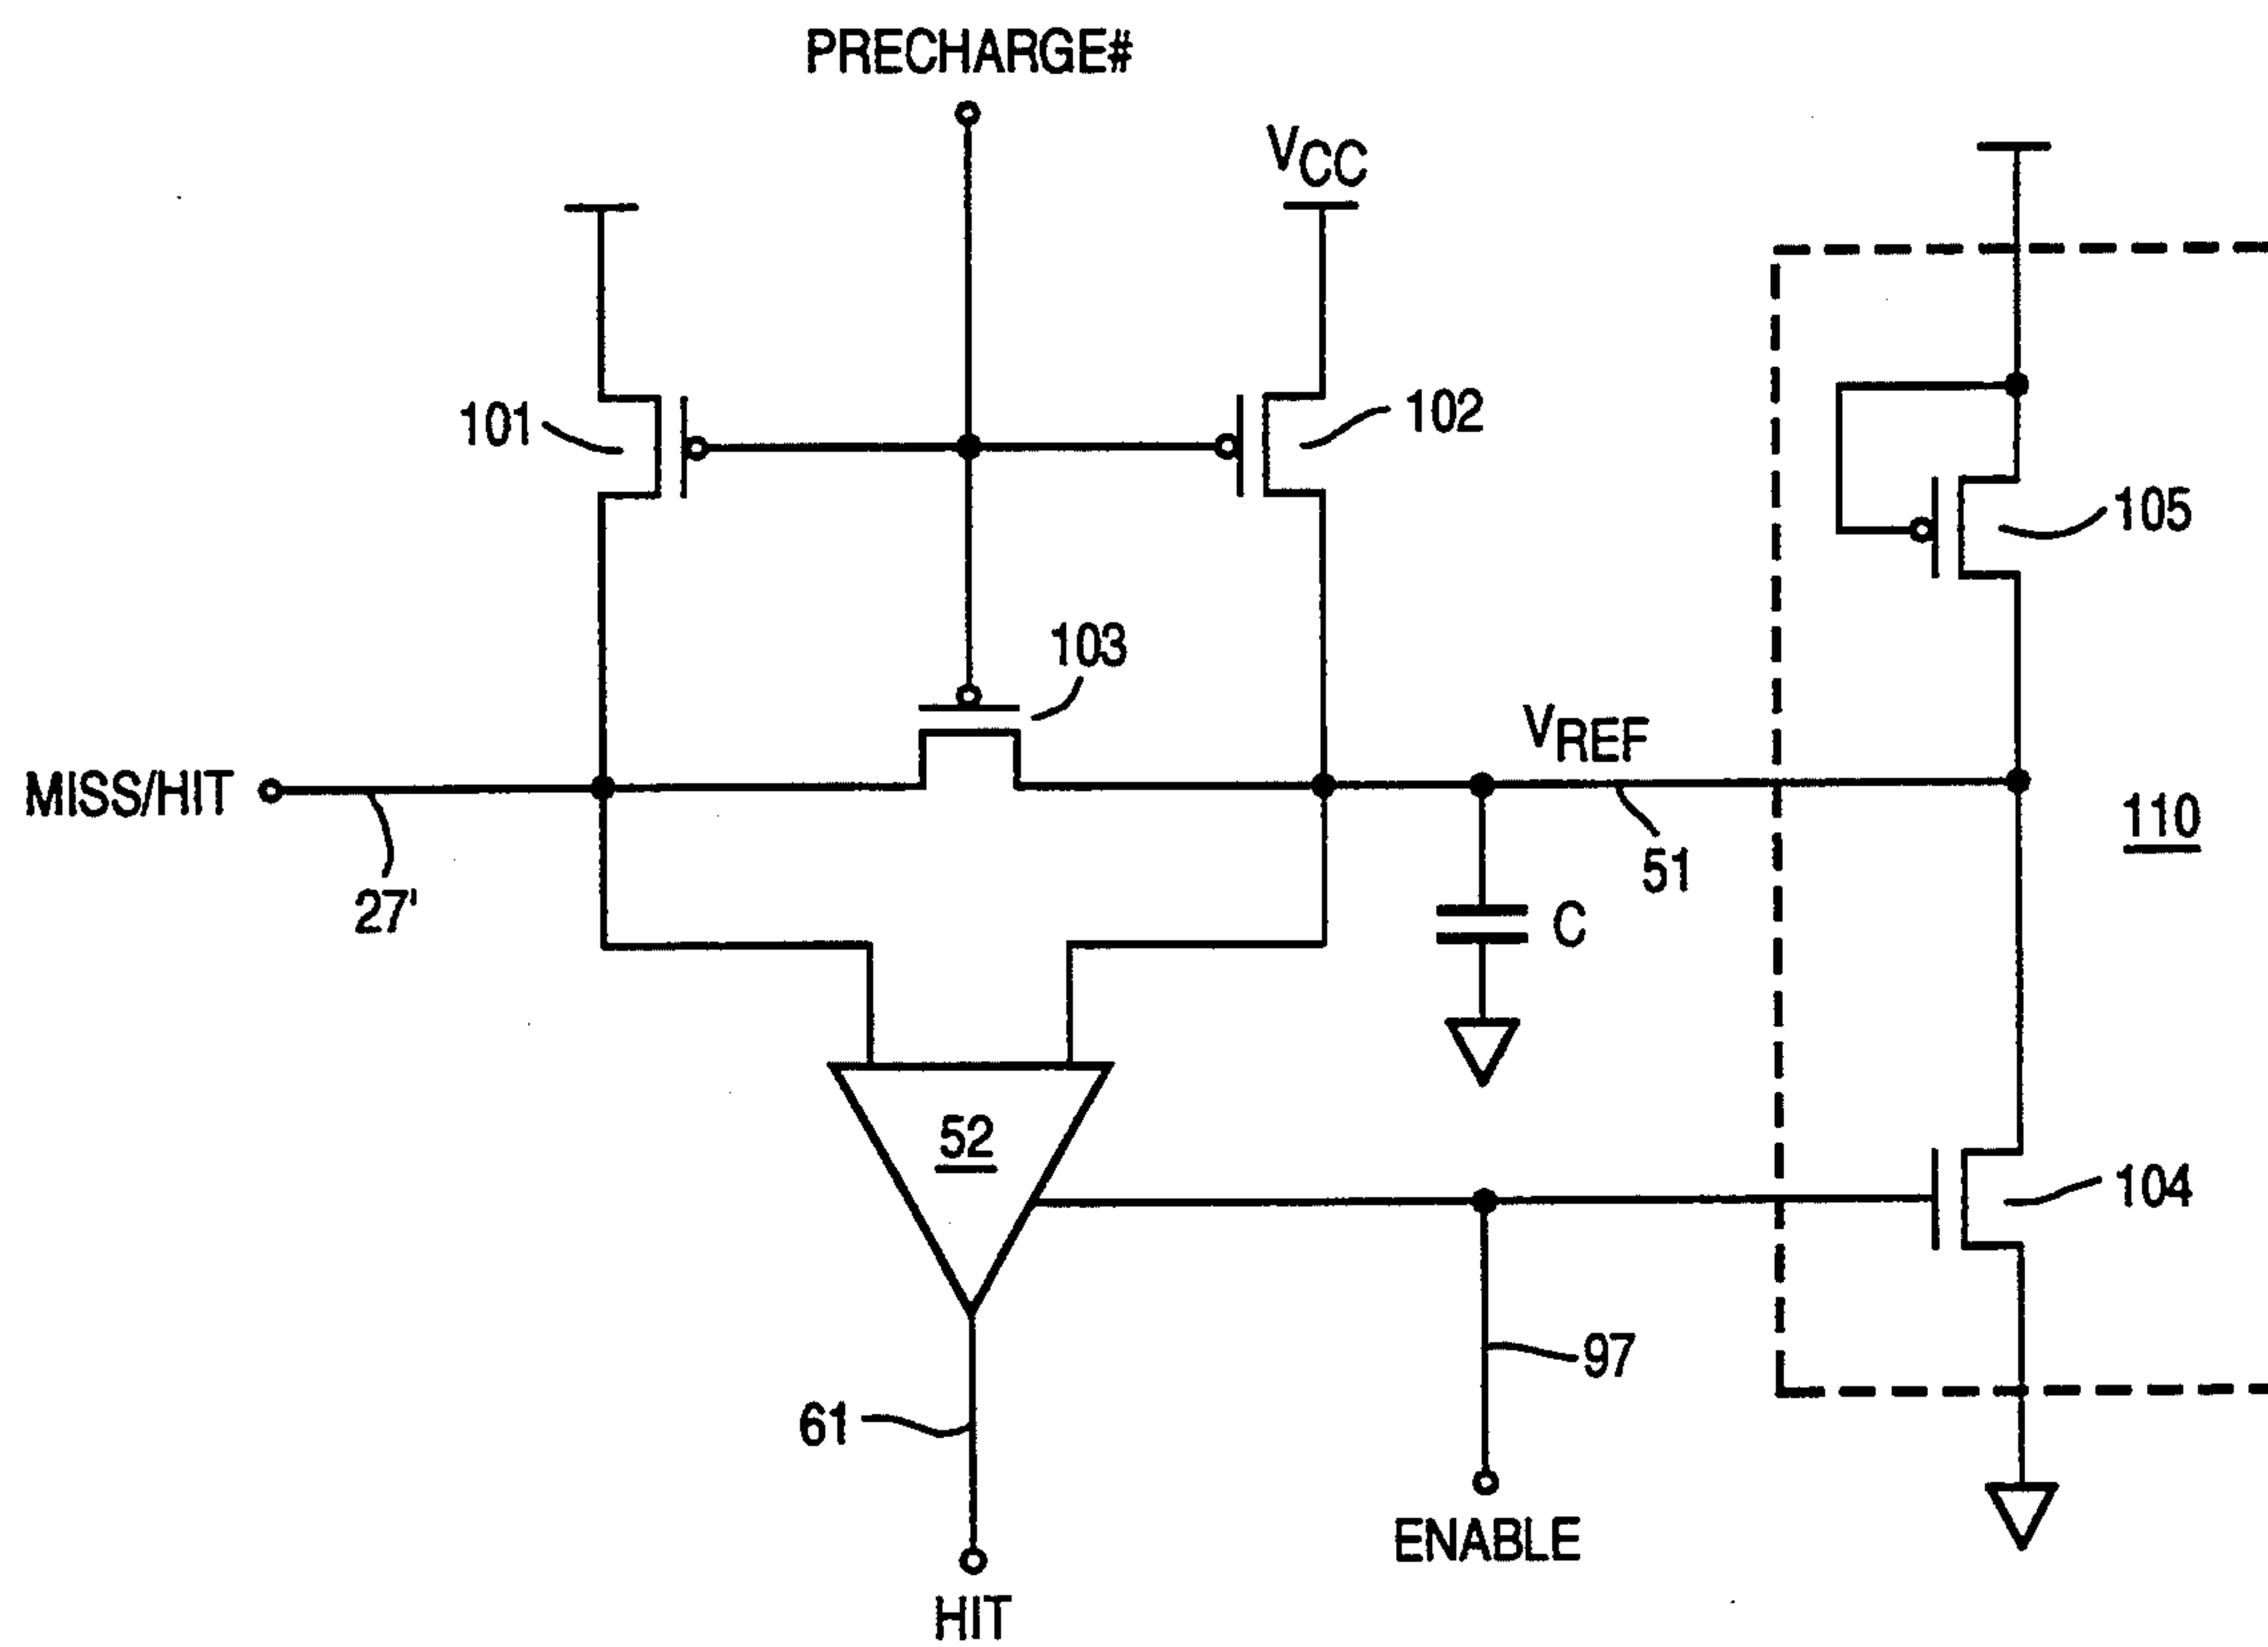 PRECHARGE#
VCC
101
102
105
103
VREF
MISS/HIT
110
51
27'
C
52
104
97
61
ENABLE
HIT